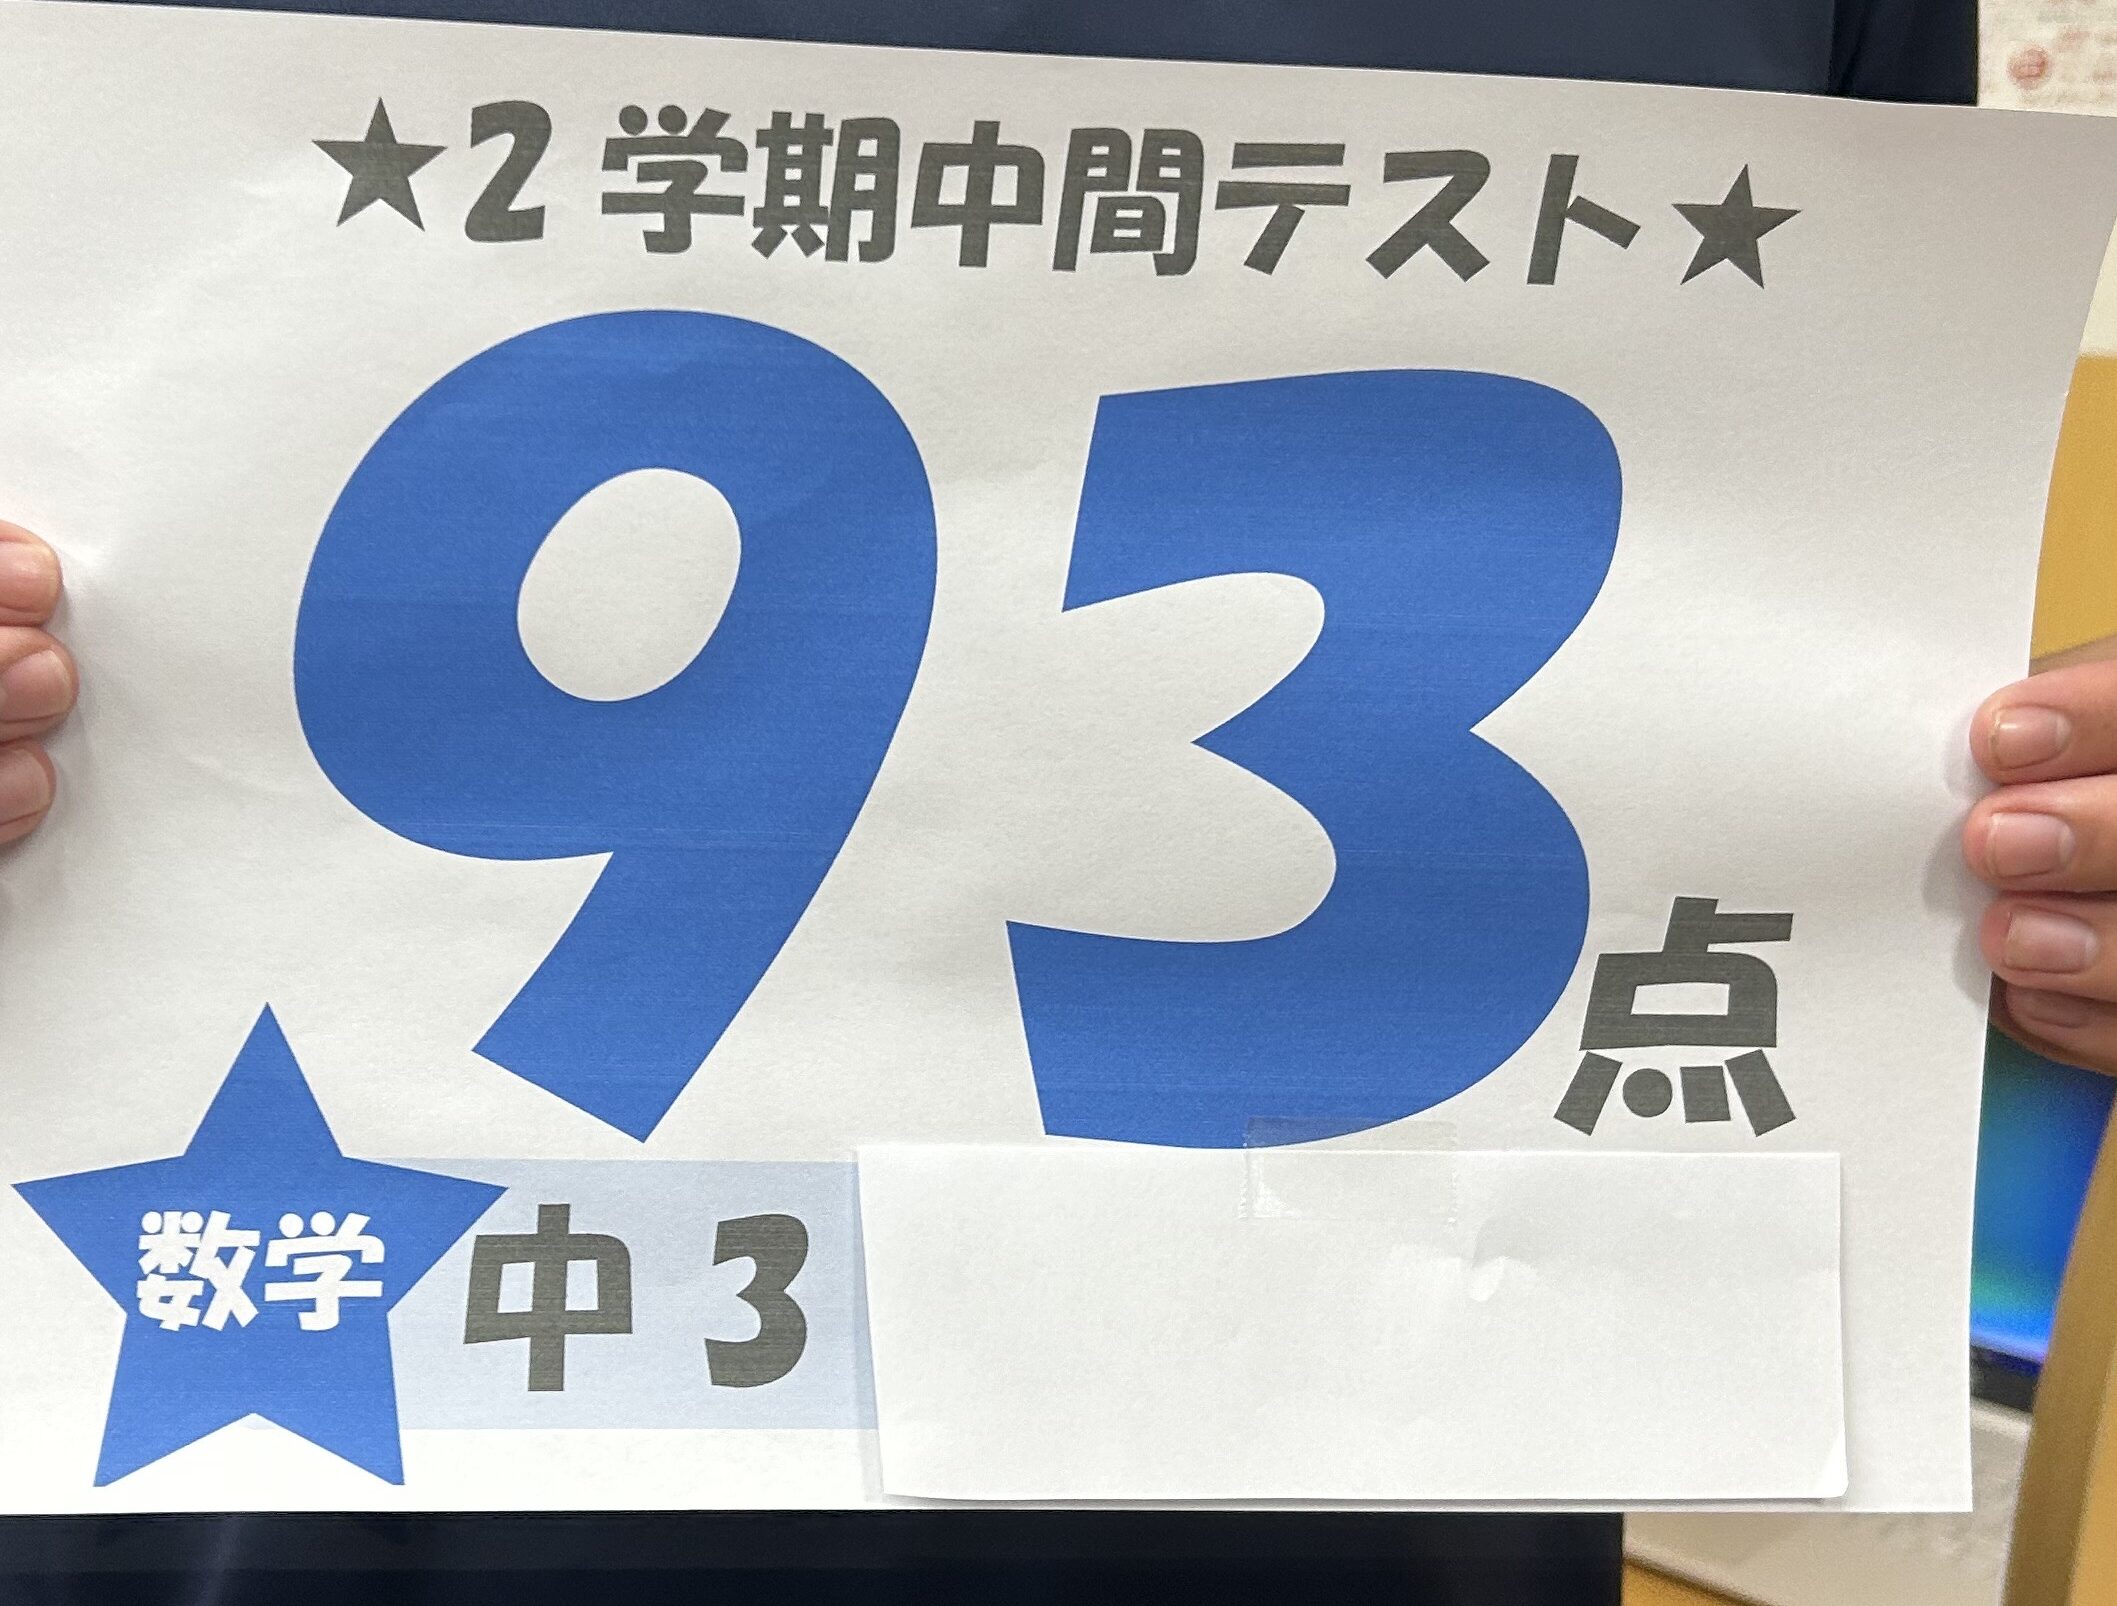 ★2学期中間テスト★
93点
数学
中3